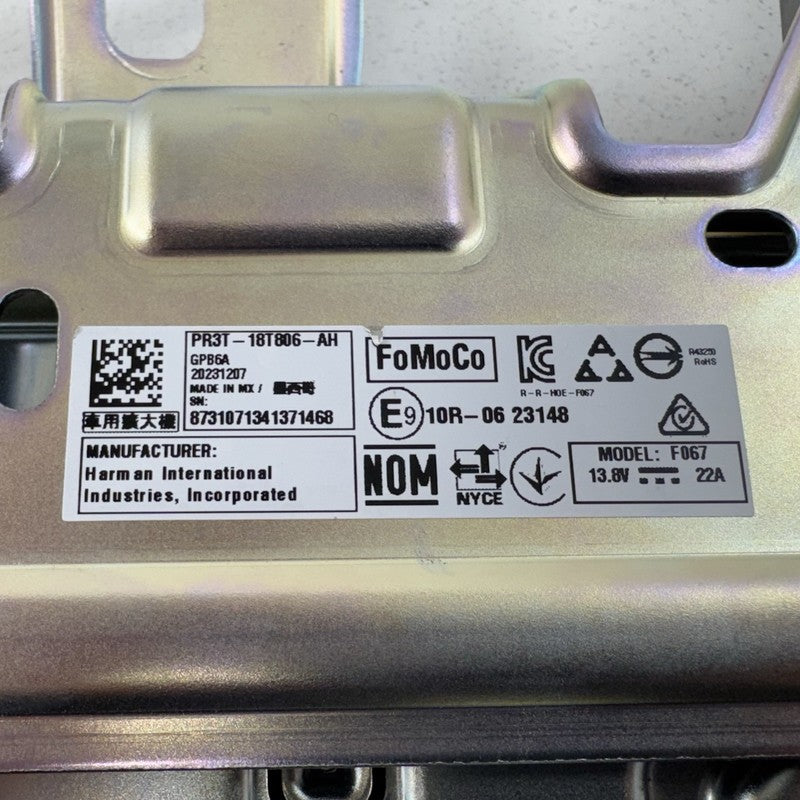 PR3T-18T806-AH
GPB6A
20231207
MADE IN MX / 墨西哥
SN:
8731071341371468
車用擴大機
MANUFACTURER:
Harman International
Industries, Incorporated
FoMoCo
R-R-HOE-F067
R43250
RoHS
E9 10R-06 23148
NOM
NYCE
MODEL: F067
13.8V 22A